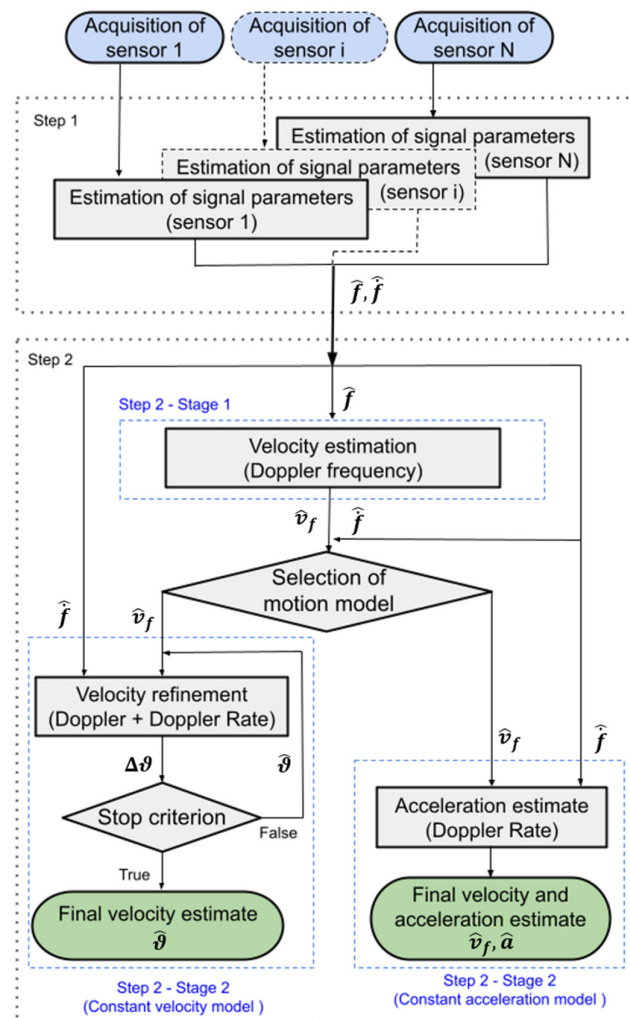 Acquisition of
sensor 1
Acquisition of
sensor i
Acquisition of
sensor N
Step 1
Estimation of signal parameters
(sensor N)
Estimation of signal parameters
(sensor i)
Estimation of signal parameters
(sensor 1)
f̂, ḟ̂
Step 2
f̂
Step 2 - Stage 1
Velocity estimation
(Doppler frequency)
v̂_f
ḟ̂
Selection of
motion model
ḟ̂
v̂_f
Velocity refinement
(Doppler + Doppler Rate)
Δϑ
ϑ̂
Stop criterion
False
True
Final velocity estimate
ϑ̂
Step 2 - Stage 2
(Constant velocity model )
v̂_f
ḟ̂
Acceleration estimate
(Doppler Rate)
Final velocity and
acceleration estimate
v̂_f, â
Step 2 - Stage 2
(Constant acceleration model )